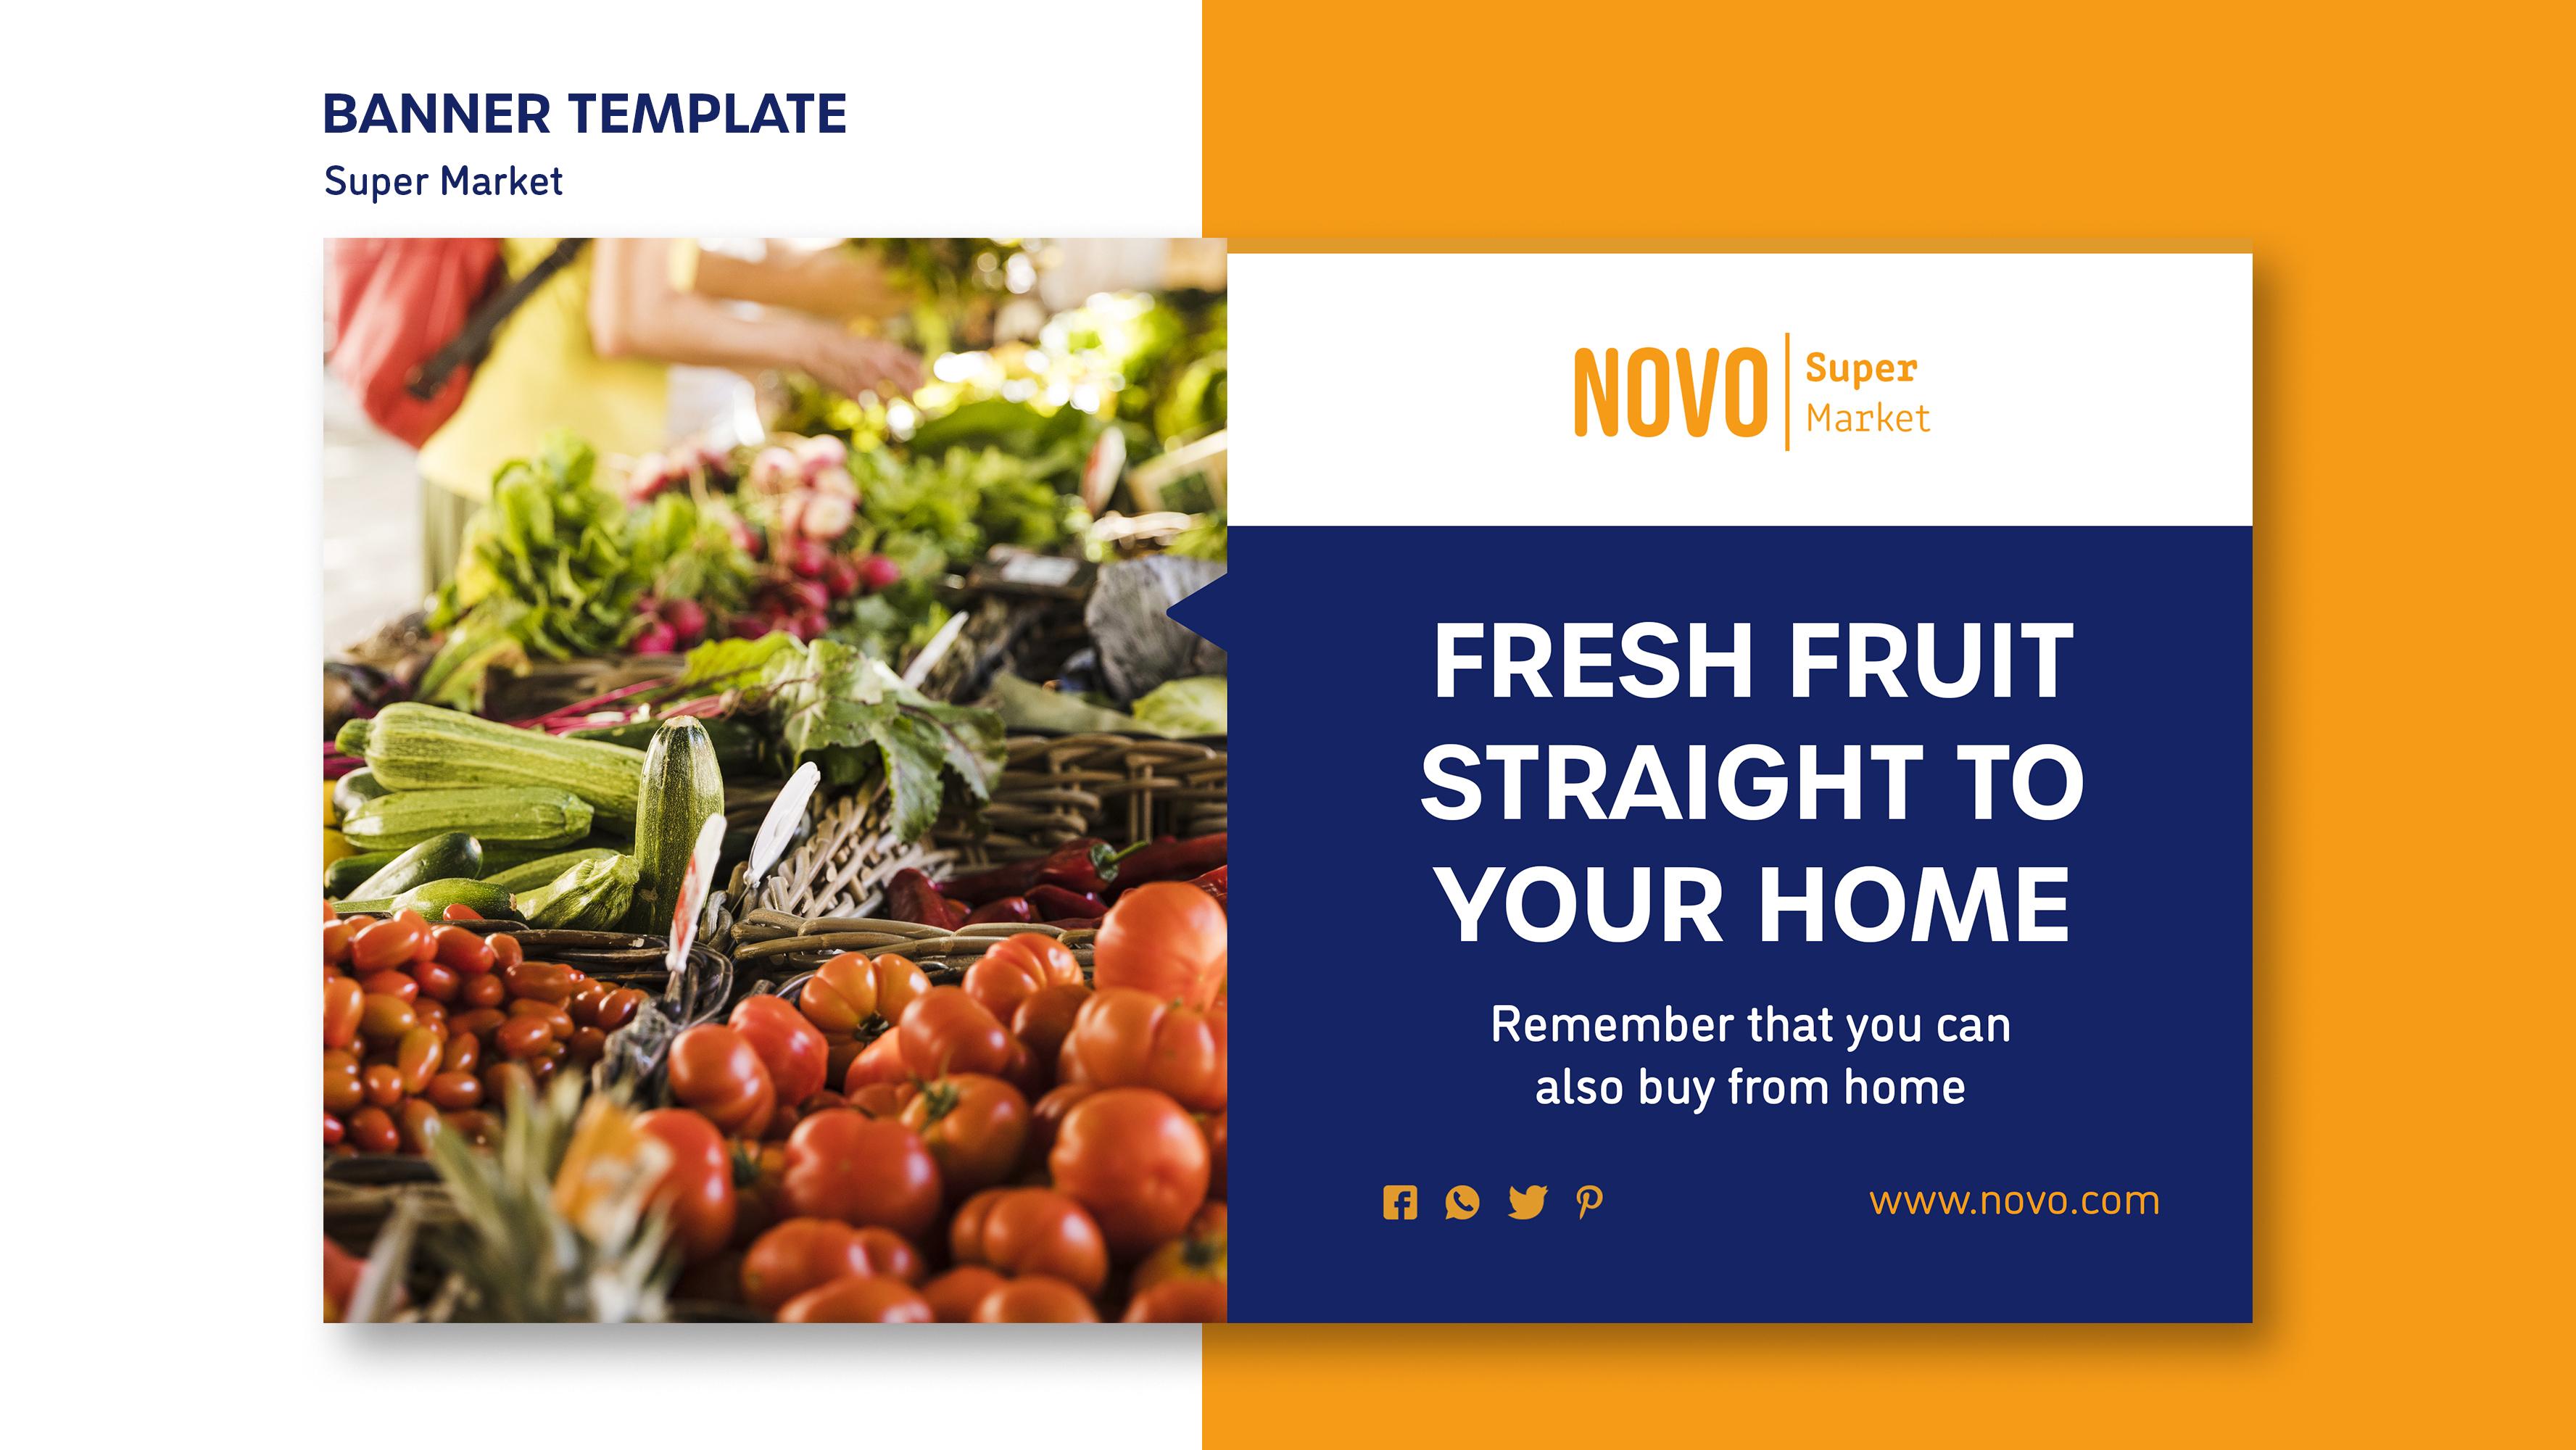 BANNER TEMPLATE
Super Market
NOVO
Super
Market
FRESH FRUIT
STRAIGHT TO
YOUR HOME
Remember that you can
also buy from home
www.novo.com